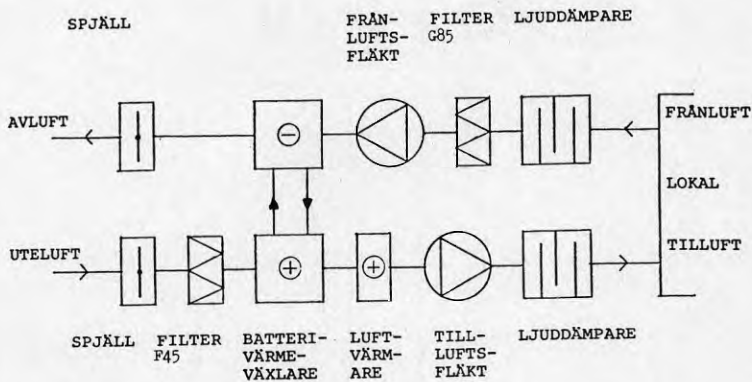 SPJÄLL
FRÅN-
LUFTS-
FLÄKT
FILTER
G85
LJUDDÄMPARE
AVLUFT
FRÅNLUFT
LOKAL
UTELUFT
TILLUFT
SPJÄLL
FILTER
F45
BATTERI-
VÄRME-
VÄXLARE
LUFT-
VÄRM-
ARE
TILL-
LUFTS-
FLÄKT
LJUDDÄMPARE